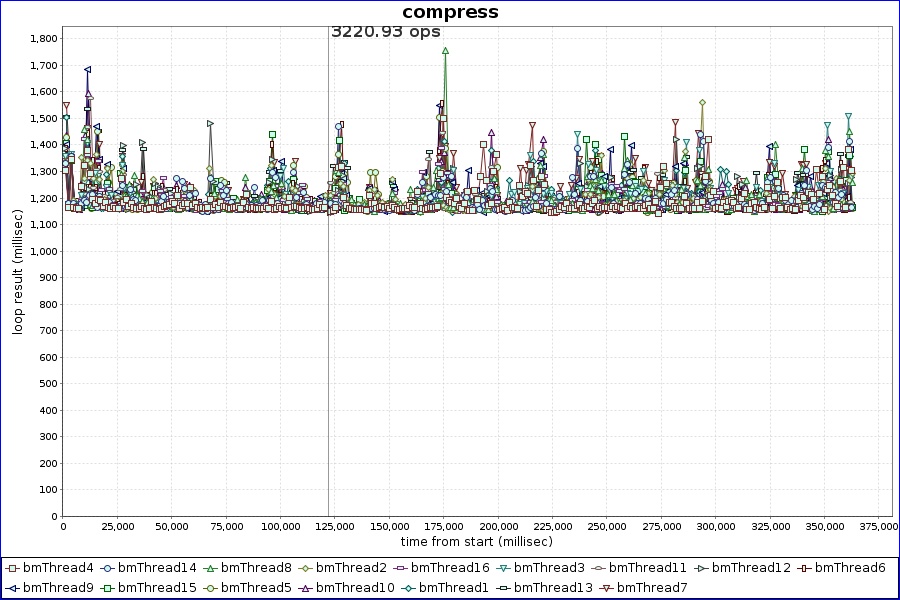 compress
3220.93 ops
1,800
1,700
1,600
1,500
1,400
1,300
1,200
1,100
1,000
900
800
700
600
500
400
300
200
100
0
loop result (millisec)
0 25,000 50,000 75,000 100,000 125,000 150,000 175,000 200,000 225,000 250,000 275,000 300,000 325,000 350,000 375,000
time from start (millisec)
bmThread4 bmThread14 bmThread8 bmThread2 bmThread16 bmThread3 bmThread11 bmThread12 bmThread6
bmThread9 bmThread15 bmThread5 bmThread10 bmThread1 bmThread13 bmThread7